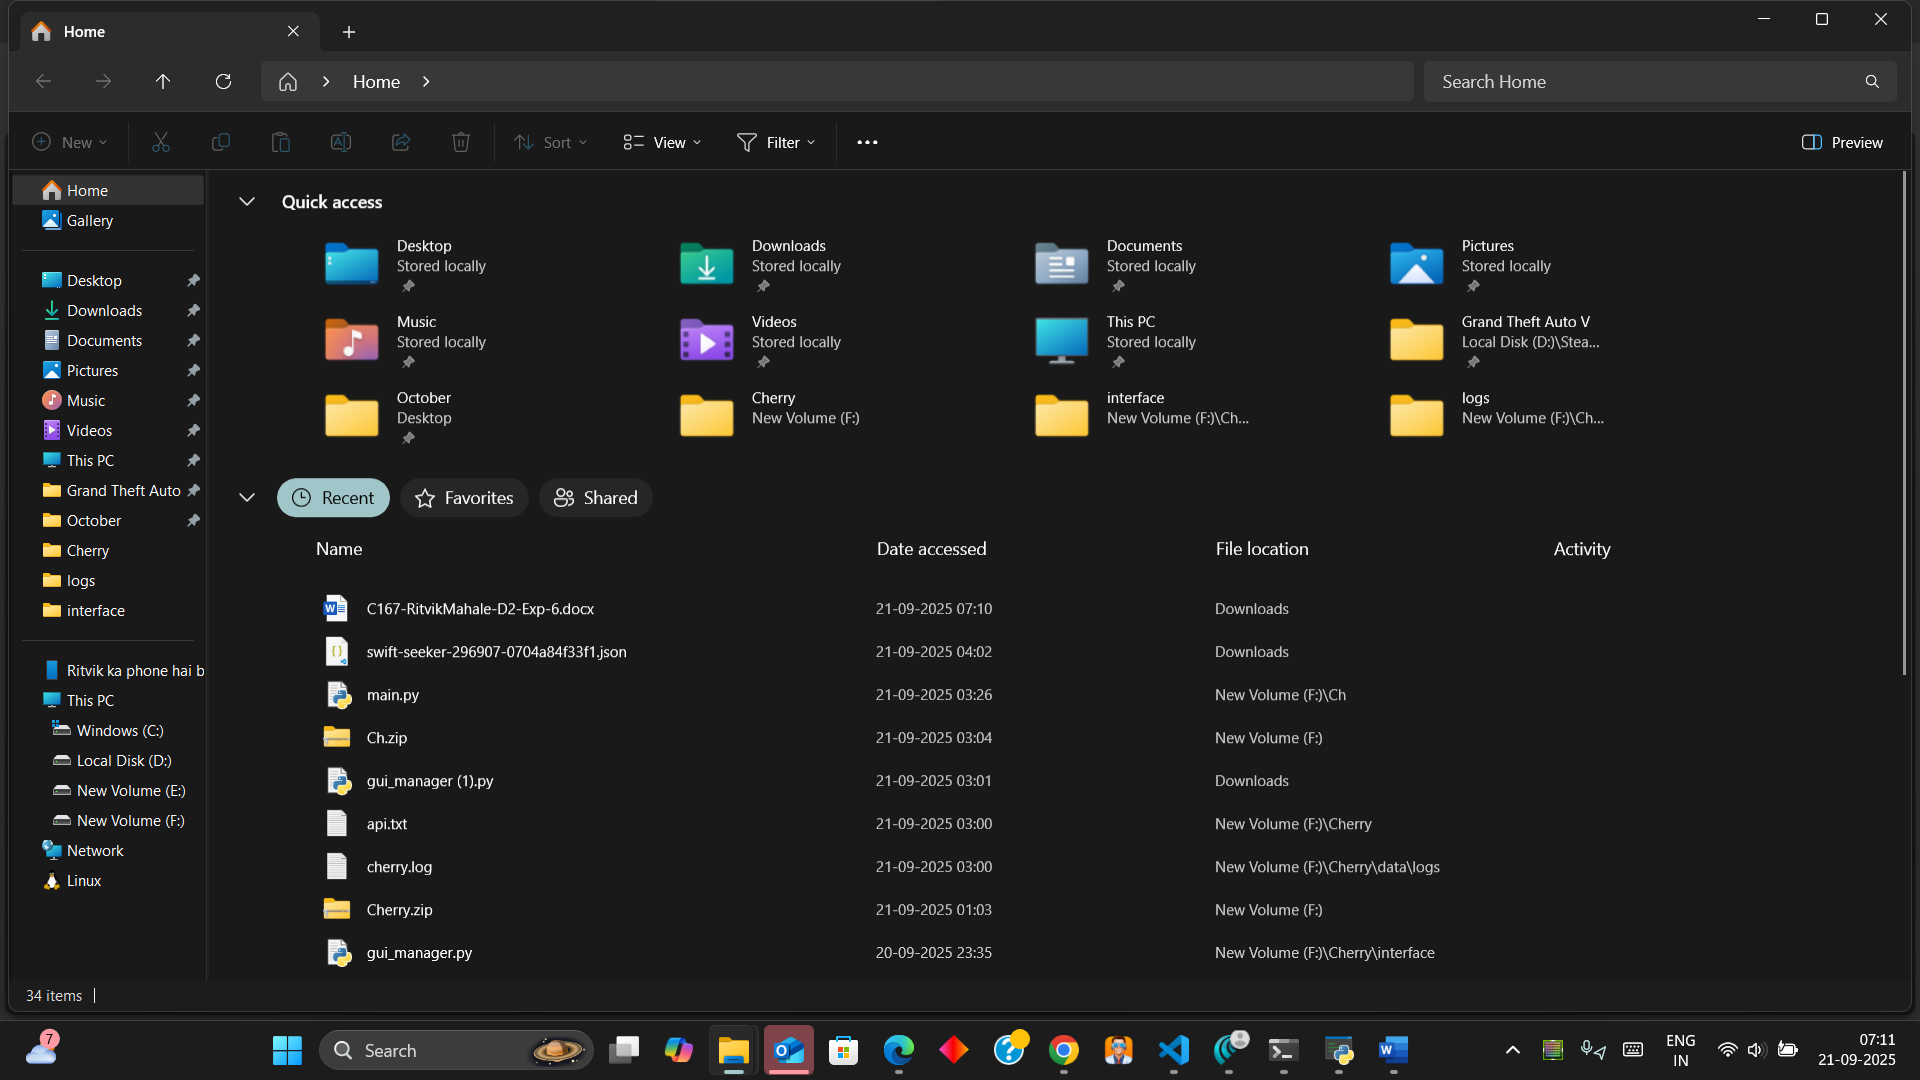 Home
Home
Search Home
New
Sort
View
Filter
Preview
Home
Gallery
Desktop
Downloads
Documents
Pictures
Music
Videos
This PC
Grand Theft Auto
October
Cherry
logs
interface
Ritvik ka phone hai b
This PC
Windows (C:)
Local Disk (D:)
New Volume (E:)
New Volume (F:)
Network
Linux
Quick access
Desktop
Stored locally
Downloads
Stored locally
Documents
Stored locally
Pictures
Stored locally
Music
Stored locally
Videos
Stored locally
This PC
Stored locally
Grand Theft Auto V
Local Disk (D:)\Stea...
October
Desktop
Cherry
New Volume (F:)
interface
New Volume (F:)\Ch...
logs
New Volume (F:)\Ch...
Recent Favorites Shared
Name Date accessed File location Activity
C167-RitvikMahale-D2-Exp-6.docx 21-09-2025 07:10 Downloads
swift-seeker-296907-0704a84f33f1.json 21-09-2025 04:02 Downloads
main.py 21-09-2025 03:26 New Volume (F:)\Ch
Ch.zip 21-09-2025 03:04 New Volume (F:)
gui_manager (1).py 21-09-2025 03:01 Downloads
api.txt 21-09-2025 03:00 New Volume (F:)\Cherry
cherry.log 21-09-2025 03:00 New Volume (F:)\Cherry\data\logs
Cherry.zip 21-09-2025 01:03 New Volume (F:)
gui_manager.py 20-09-2025 23:35 New Volume (F:)\Cherry\interface
34 items
7
Search
ENG
IN
07:11
21-09-2025